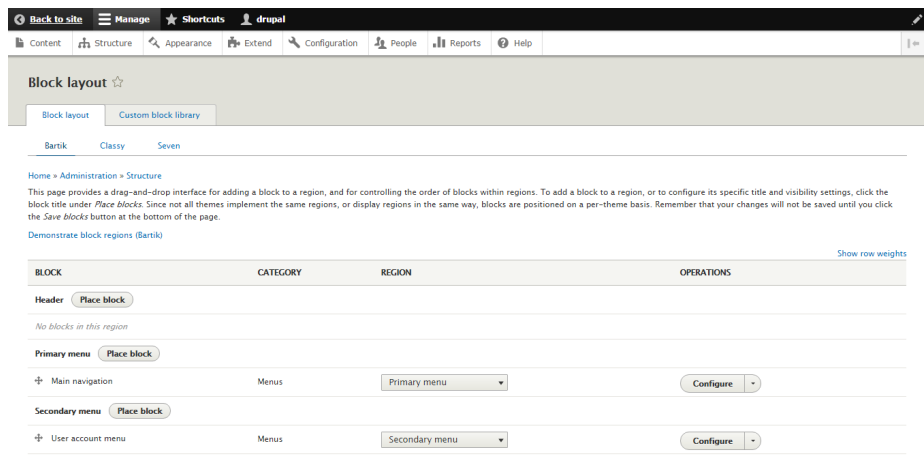 Back to site Manage Shortcuts drupal
Content Structure Appearance Extend Configuration People Reports Help
Block layout
Block layout Custom block library
Bartik Classy Seven
Home » Administration » Structure
This page provides a drag-and-drop interface for adding a block to a region, and for controlling the order of blocks within regions. To add a block to a region, or to configure its specific title and visibility settings, click the
block title under Place blocks. Since not all themes implement the same regions, or display regions in the same way, blocks are positioned on a per-theme basis. Remember that your changes will not be saved until you click
the Save blocks button at the bottom of the page.
Demonstrate block regions (Bartik)
Show row weights
BLOCK CATEGORY REGION OPERATIONS
Header Place block
No blocks in this region
Primary menu Place block
Main navigation Menus Primary menu Configure
Secondary menu Place block
User account menu Menus Secondary menu Configure